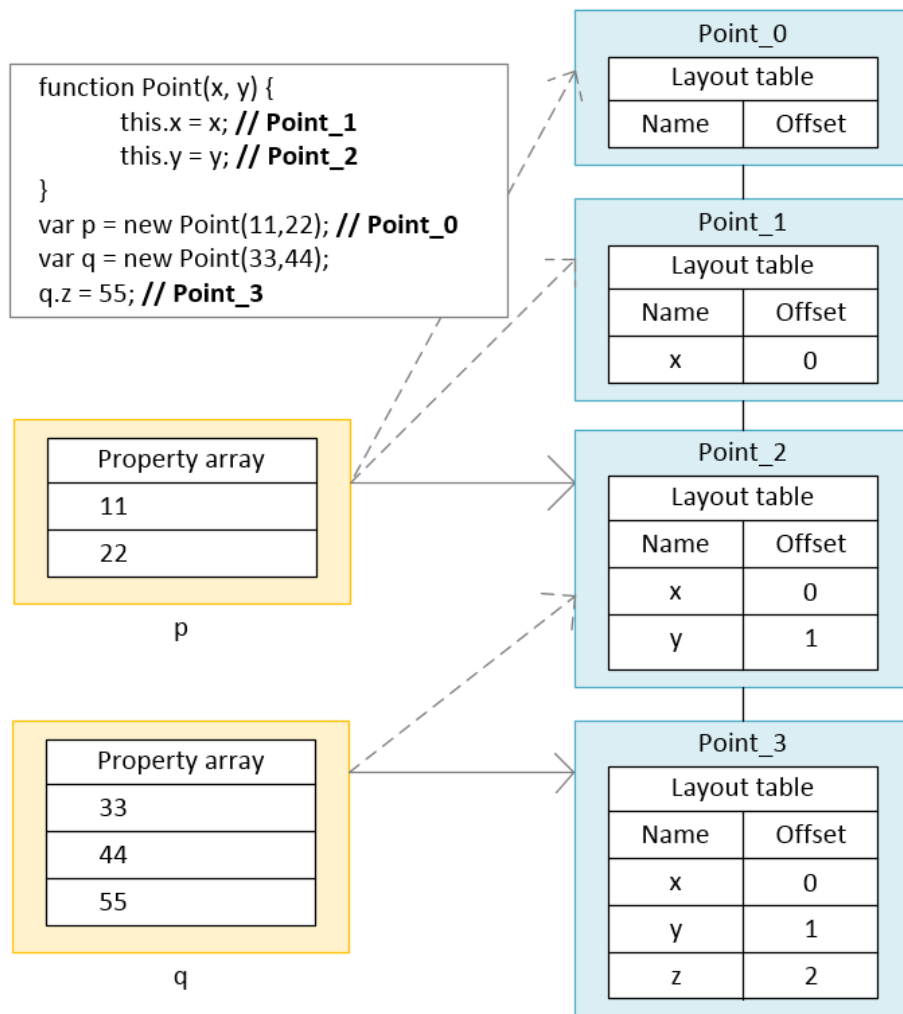 function Point(x, y) {
this.x = x; // Point_1
this.y = y; // Point_2
}
var p = new Point(11,22); // Point_0
var q = new Point(33,44);
q.z = 55; // Point_3
Property array
11
22
p
Property array
33
44
55
q
Point_0
Layout table
Name Offset
Point_1
Layout table
Name Offset
x 0
Point_2
Layout table
Name Offset
x 0
y 1
Point_3
Layout table
Name Offset
x 0
y 1
z 2